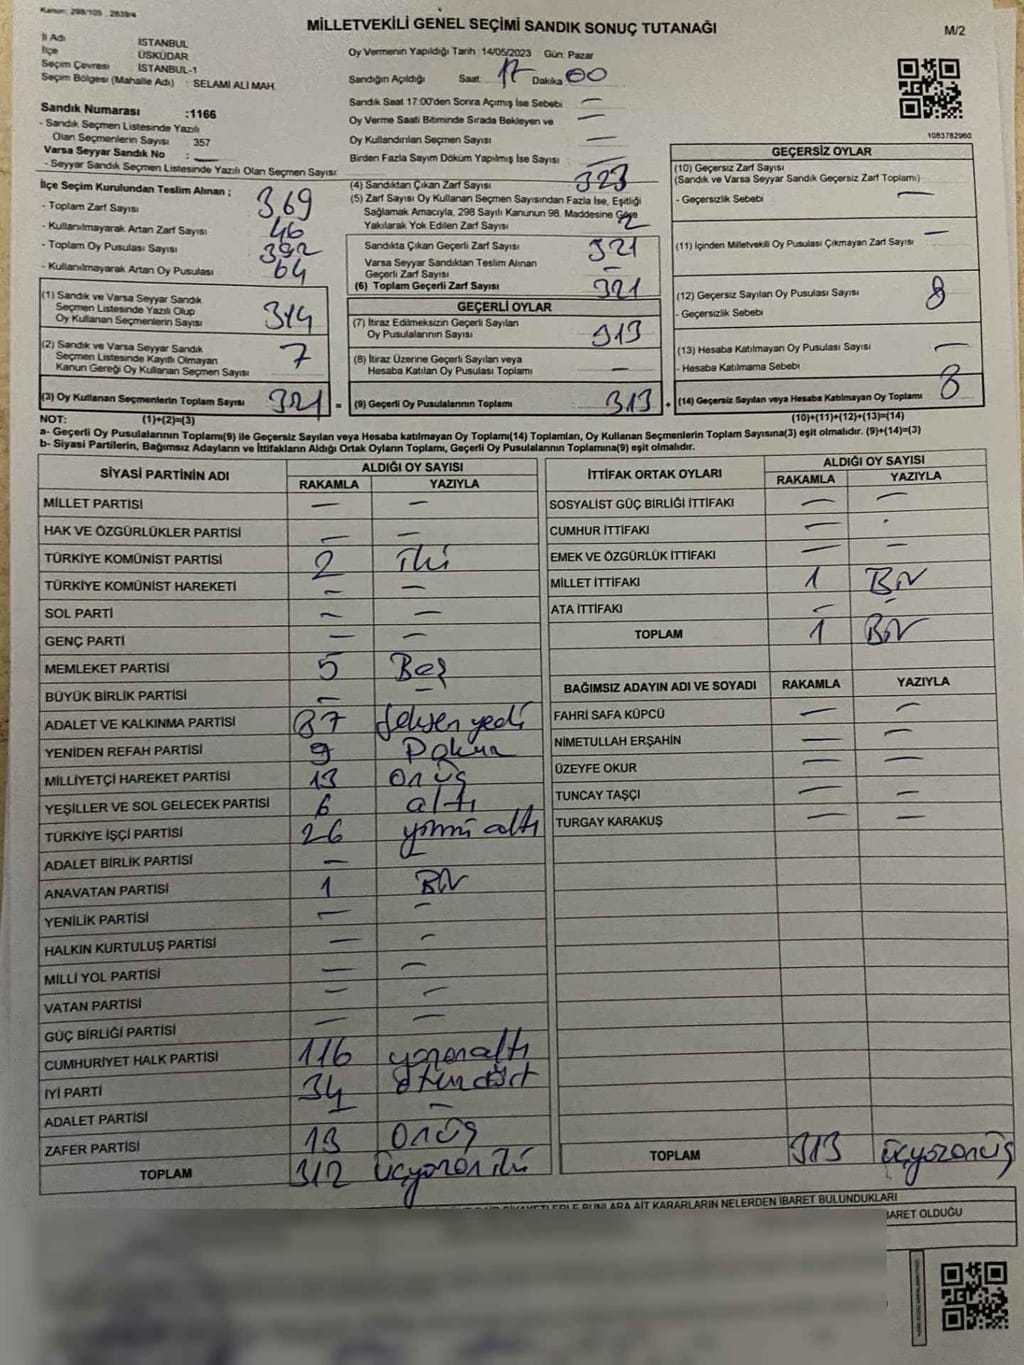 Kanun: 298/105 , 2839/4
MİLLETVEKİLİ GENEL SEÇİMİ SANDIK SONUÇ TUTANAĞI
M/2
İl Adı : İSTANBUL
İlçe : ÜSKÜDAR
Seçim Çevresi : İSTANBUL-1
Seçim Bölgesi (Mahalle Adı) : SELAMİ ALİ MAH.
Oy Vermenin Yapıldığı Tarih :14/05/2023 Gün: Pazar
Sandığın Açıldığı Saat: 17 Dakika 00
Sandık Numarası :1166
- Sandık Seçmen Listesinde Yazılı
Olan Seçmenlerin Sayısı : 357
Varsa Seyyar Sandık No : —
- Seyyar Sandık Seçmen Listesinde Yazılı Olan Seçmen Sayısı:
Sandık Saat 17:00'den Sonra Açımış İse Sebebi —
Oy Verme Saati Bitiminde Sırada Bekleyen ve —
Oy Kullandırılan Seçmen Sayısı —
Birden Fazla Sayım Döküm Yapılmış İse Sayısı —
1083782960
İlçe Seçim Kurulundan Teslim Alınan ;
- Toplam Zarf Sayısı 369
- Kullanılmayarak Artan Zarf Sayısı 46
- Toplam Oy Pusulası Sayısı 392
- Kullanılmayarak Artan Oy Pusulası 64
(1) Sandık ve Varsa Seyyar Sandık
Seçmen Listesinde Yazılı Olup
Oy Kullanan Seçmenlerin Sayısı 314
(2) Sandık ve Varsa Seyyar Sandık
Seçmen Listesinde Kayıtlı Olmayan
Kanun Gereği Oy Kullanan Seçmen Sayısı 7
(3) Oy Kullanan Seçmenlerin Toplam Sayısı 321 =
(4) Sandıktan Çıkan Zarf Sayısı 323
(5) Zarf Sayısı Oy Kullanan Seçmen Sayısından Fazla İse, Eşitliği
Sağlamak Amacıyla, 298 Sayılı Kanunun 98. Maddesine Göre
Yakılarak Yok Edilen Zarf Sayısı 2
Sandıkta Çıkan Geçerli Zarf Sayısı 321
Varsa Seyyar Sandıktan Teslim Alınan
Geçerli Zarf Sayısı —
(6) Toplam Geçerli Zarf Sayısı 321
GEÇERLİ OYLAR
(7) İtiraz Edilmeksizin Geçerli Sayılan
Oy Pusulalarının Sayısı 313
(8) İtiraz Üzerine Geçerli Sayılan veya
Hesaba Katılan Oy Pusulası Toplamı —
(9) Geçerli Oy Pusulalarının Toplamı 313 +
GEÇERSİZ OYLAR
(10) Geçersiz Zarf Sayısı
(Sandık ve Varsa Seyyar Sandık Geçersiz Zarf Toplamı)
- Geçersizlik Sebebi —
(11) İçinden Milletvekili Oy Pusulası Çıkmayan Zarf Sayısı —
(12) Geçersiz Sayılan Oy Pusulası Sayısı 8
- Geçersizlik Sebebi
(13) Hesaba Katılmayan Oy Pusulası Sayısı —
- Hesaba Katılmama Sebebi
(14) Geçersiz Sayılan veya Hesaba Katılmayan Oy Toplamı 8
NOT: (1)+(2)=(3) (10)+(11)+(12)+(13)=(14)
a- Geçerli Oy Pusulalarının Toplamı(9) ile Geçersiz Sayılan veya Hesaba katılmayan Oy Toplamı(14) Toplamları, Oy Kullanan Seçmenlerin Toplam Sayısına(3) eşit olmalıdır. (9)+(14)=(3)
b- Siyasi Partilerin, Bağımsız Adayların ve İttifakların Aldığı Ortak Oyların Toplamı, Geçerli Oy Pusulalarının Toplamına(9) eşit olmalıdır.
SİYASİ PARTİNİN ADI ALDIĞI OY SAYISI
RAKAMLA YAZIYLA
MİLLET PARTİSİ — —
HAK VE ÖZGÜRLÜKLER PARTİSİ — —
TÜRKİYE KOMÜNİST PARTİSİ 2 iki
TÜRKİYE KOMÜNİST HAREKETİ — —
SOL PARTİ — —
GENÇ PARTİ — —
MEMLEKET PARTİSİ 5 Beş
BÜYÜK BİRLİK PARTİSİ — —
ADALET VE KALKINMA PARTİSİ 87 Seksen yedi
YENİDEN REFAH PARTİSİ 9 Dokuz
MİLLİYETÇİ HAREKET PARTİSİ 13 onüç
YEŞİLLER VE SOL GELECEK PARTİSİ 6 altı
TÜRKİYE İŞÇİ PARTİSİ 26 yirmi altı
ADALET BİRLİK PARTİSİ — —
ANAVATAN PARTİSİ 1 Bir
YENİLİK PARTİSİ — —
HALKIN KURTULUŞ PARTİSİ — —
MİLLİ YOL PARTİSİ — —
VATAN PARTİSİ — —
GÜÇ BİRLİĞİ PARTİSİ — —
CUMHURİYET HALK PARTİSİ 116 yüzonaltı
İYİ PARTİ 34 otuz dört
ADALET PARTİSİ — —
ZAFER PARTİSİ 13 Onüç
TOPLAM 312 üçyüzoniki
İTTİFAK ORTAK OYLARI ALDIĞI OY SAYISI
RAKAMLA YAZIYLA
SOSYALİST GÜÇ BİRLİĞİ İTTİFAKI — —
CUMHUR İTTİFAKI — -
EMEK VE ÖZGÜRLÜK İTTİFAKI — —
MİLLET İTTİFAKI 1 Bir
ATA İTTİFAKI — —
TOPLAM 1 Bir
BAĞIMSIZ ADAYIN ADI VE SOYADI RAKAMLA YAZIYLA
FAHRİ SAFA KÜPCÜ — —
NİMETULLAH ERŞAHİN — —
ÜZEYFE OKUR — —
TUNCAY TAŞÇI — —
TURGAY KARAKUŞ — —
TOPLAM 313 üçyüzonüç
BUNLARA AİT KARARLARIN NELERDEN İBARET BULUNDUKLARI
OLDUĞU